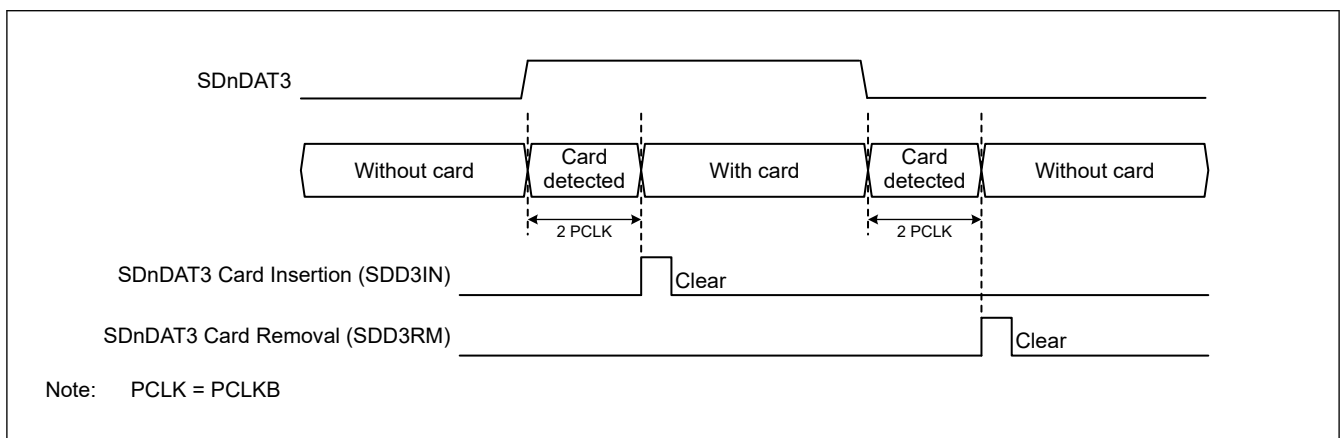 SDnDAT3
Without card
Card
detected
With card
Card
detected
Without card
2 PCLK
2 PCLK
SDnDAT3 Card Insertion (SDD3IN)
Clear
SDnDAT3 Card Removal (SDD3RM)
Clear
Note: PCLK = PCLKB